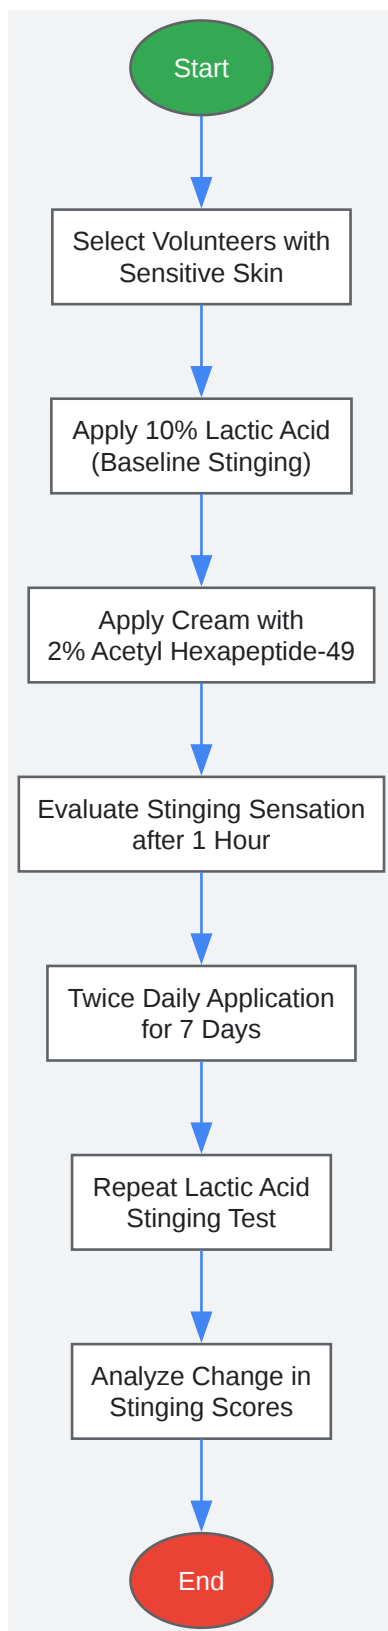 Start
Select Volunteers with
Sensitive Skin
Apply 10% Lactic Acid
(Baseline Stinging)
Apply Cream with
2% Acetyl Hexapeptide-49
Evaluate Stinging Sensation
after 1 Hour
Twice Daily Application
for 7 Days
Repeat Lactic Acid
Stinging Test
Analyze Change in
Stinging Scores
End